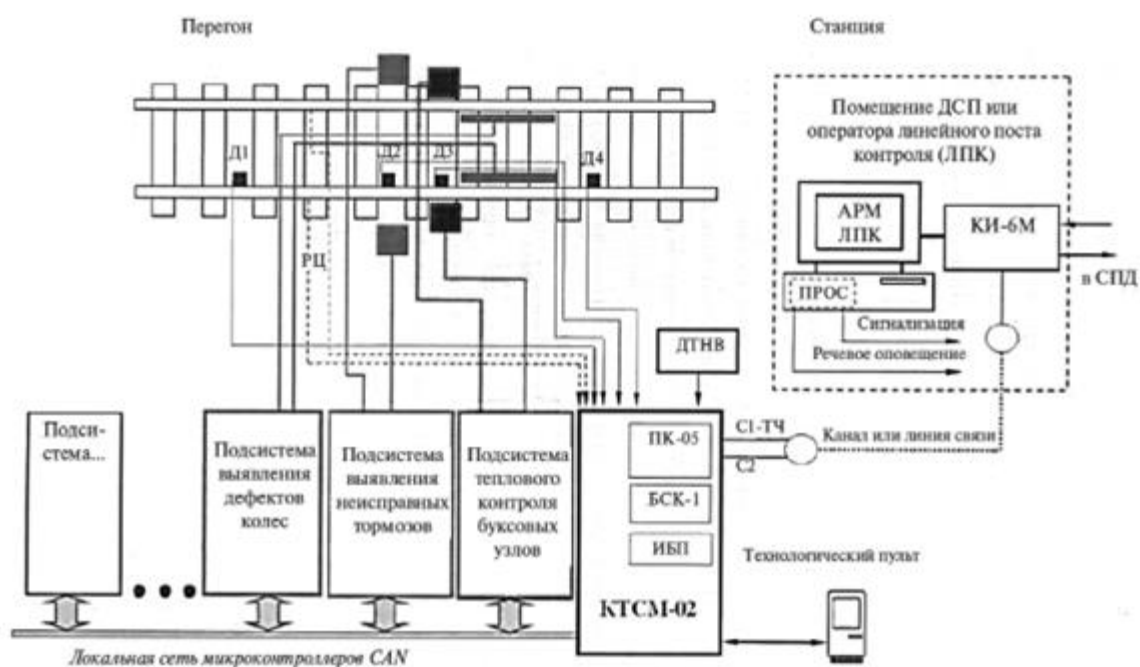 Перегон
Станция
Помещение ДСП или
оператора линейного поста
контроля (ЛПК)
Д1
Д2
Д3
Д4
АРМ
ЛПК
КИ-6М
РЦ
в СПД
ПРОС
Сигнализация
Речевое оповещение
ДТНВ
Подси-
стема...
Подсистема
выявления
дефектов
колес
Подсистема
выявления
неисправных
тормозов
Подсистема
теплового
контроля
буксовых
узлов
ПК-05
БСК-1
ИБП
КТСМ-02
С1-ТЧ
С2
Канал или линия связи
Технологический пульт
Локальная сеть микроконтроллеров CAN